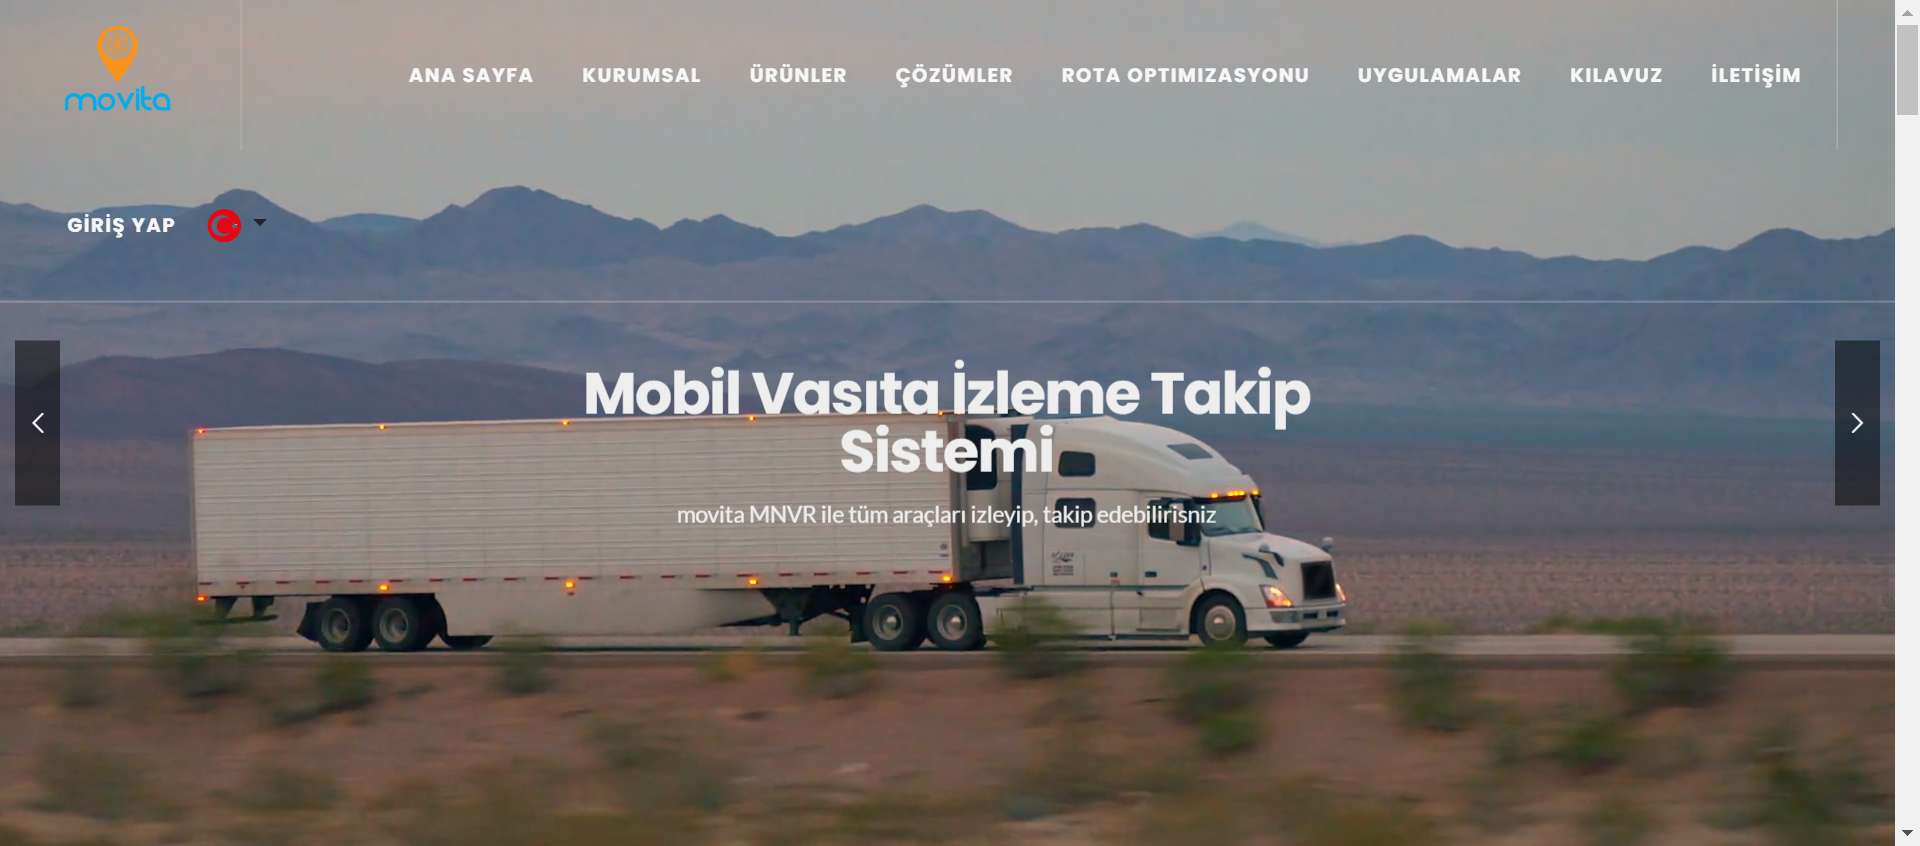 movita
ANA SAYFA KURUMSAL ÜRÜNLER ÇÖZÜMLER ROTA OPTIMIZASYONU UYGULAMALAR KILAVUZ İLETİŞİM
GİRİŞ YAP
Mobil Vasıta İzleme Takip
Sistemi
movita MNVR ile tüm araçları izleyip, takip edebilirisniz